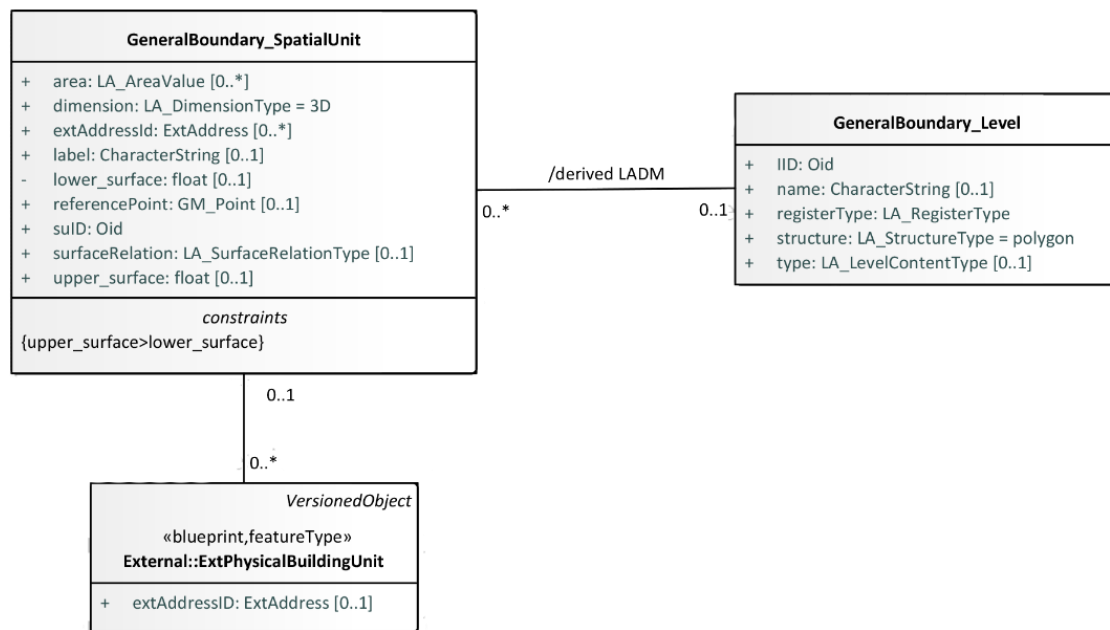 GeneralBoundary_SpatialUnit
+ area: LA_AreaValue [0..*]
+ dimension: LA_DimensionType = 3D
+ extAddressId: ExtAddress [0..*]
+ label: CharacterString [0..1]
- lower_surface: float [0..1]
+ referencePoint: GM_Point [0..1]
+ suID: Oid
+ surfaceRelation: LA_SurfaceRelationType [0..1]
+ upper_surface: float [0..1]
constraints
{upper_surface>lower_surface}
/derived LADM
0..*
0..1
GeneralBoundary_Level
+ lID: Oid
+ name: CharacterString [0..1]
+ registerType: LA_RegisterType
+ structure: LA_StructureType = polygon
+ type: LA_LevelContentType [0..1]
0..1
0..*
VersionedObject
«blueprint,featureType»
External::ExtPhysicalBuildingUnit
+ extAddressID: ExtAddress [0..1]